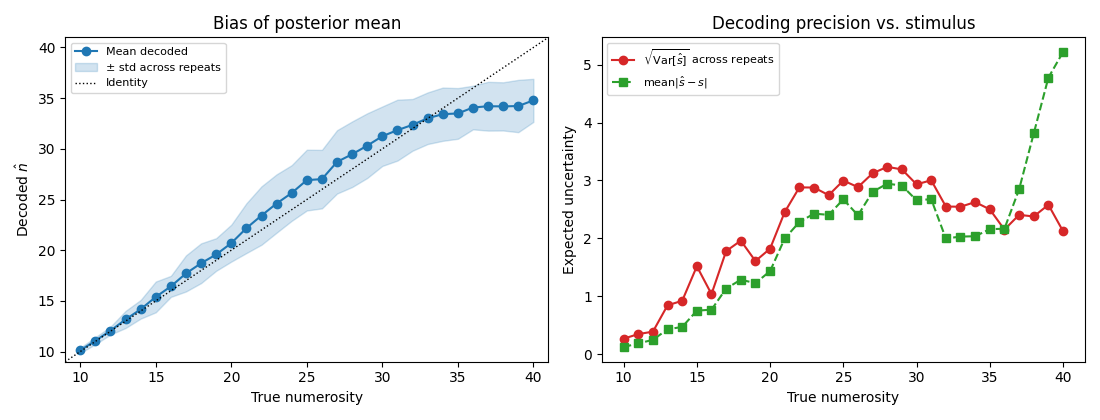 Bias of posterior mean
Mean decoded
± std across repeats
Identity
40
35
30
25
20
15
10
Decoded n̂
10 15 20 25 30 35 40
True numerosity
Decoding precision vs. stimulus
√Var[ŝ] across repeats
mean|ŝ − s|
5
4
3
2
1
0
Expected uncertainty
10 15 20 25 30 35 40
True numerosity